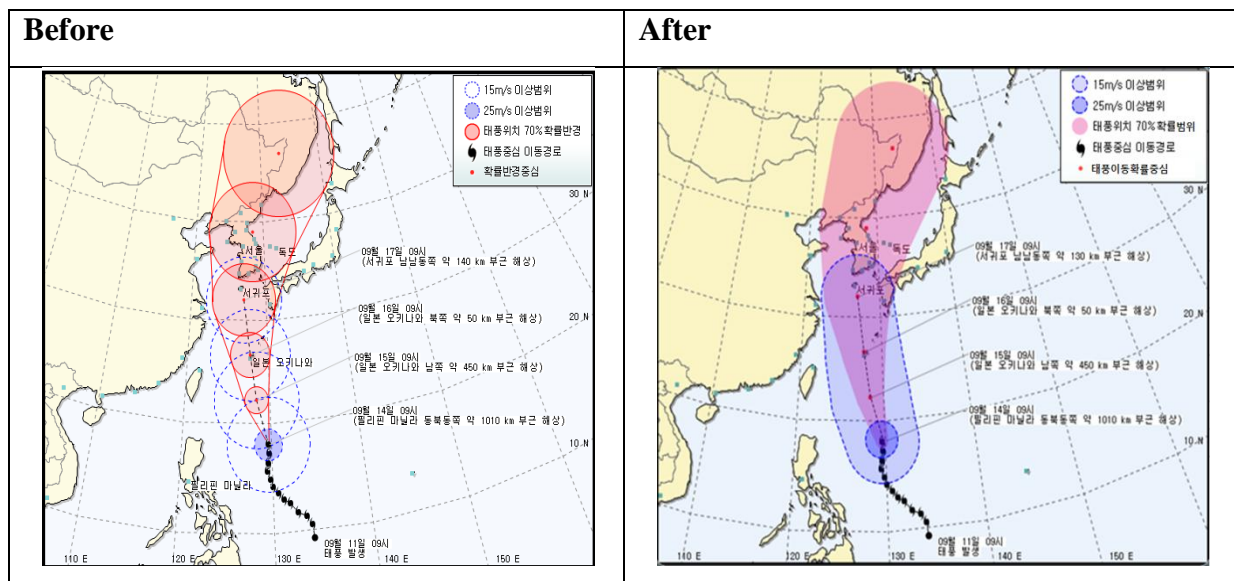 Before
After
15m/s 이상범위
25m/s 이상범위
태풍위치 70%확률반경
태풍중심 이동경로
확률반경중심
30 N
서울
독도
09월 17일 09시
(서귀포 남남동쪽 약 140 km 부근 해상)
서귀포
09월 16일 09시
(일본 오키나와 북쪽 약 50 km 부근 해상)
20 N
일본 오키나와
09월 15일 09시
(일본 오키나와 남쪽 약 450 km 부근 해상)
09월 14일 09시
(필리핀 마닐라 동북동쪽 약 1010 km 부근 해상)
10 N
필리핀 마닐라
09월 11일 09시
태풍 발생
110 E
120 E
130 E
140 E
150 E
15m/s 이상범위
25m/s 이상범위
태풍위치 70%확률범위
태풍중심 이동경로
태풍이동확률중심
30 N
서울
독도
09월 17일 09시
(서귀포 남남동쪽 약 130 km 부근 해상)
서귀포
09월 16일 09시
(일본 오키나와 북쪽 약 50 km 부근 해상)
20 N
09월 15일 09시
(일본 오키나와 남쪽 약 450 km 부근 해상)
09월 14일 09시
(필리핀 마닐라 동북동쪽 약 1010 km 부근 해상)
10 N
09월 11일 09시
태풍 발생
110 E
120 E
130 E
140 E
150 E